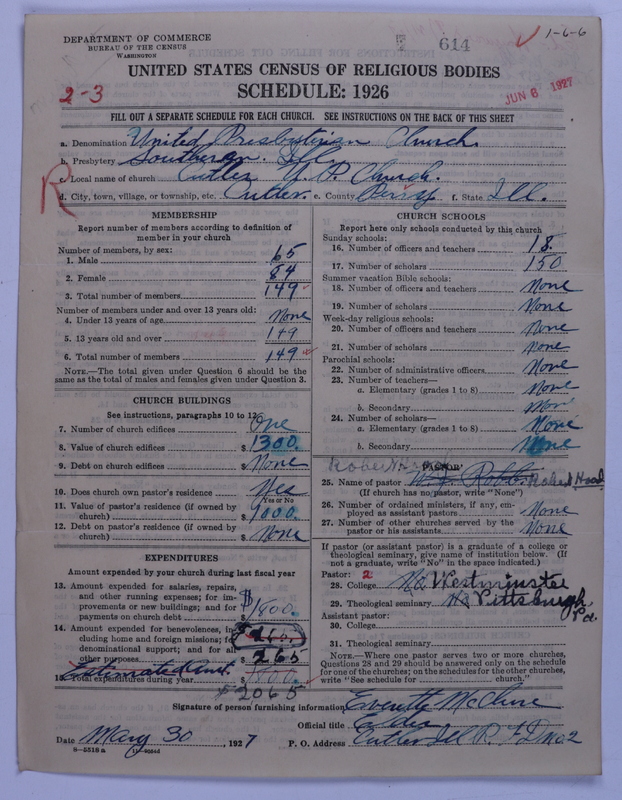 DEPARTMENT OF COMMERCE
BUREAU OF THE CENSUS
WASHINGTON
614
1-6-6
UNITED STATES CENSUS OF RELIGIOUS BODIES
SCHEDULE: 1926
2-3
JUN 8 1927
FILL OUT A SEPARATE SCHEDULE FOR EACH CHURCH. SEE INSTRUCTIONS ON THE BACK OF THIS SHEET
a. Denomination United Presbyterian Church
b. Presbytery Southern Ill.
c. Local name of church Cutler U. P. Church.
R
d. City, town, village, or township, etc. Cutler. e. County Perry f. State Ill.
MEMBERSHIP
Report number of members according to definition of
member in your church
Number of members, by sex:
1. Male 65
2. Female 84
3. Total number of members 149
Number of members under and over 13 years old:
4. Under 13 years of age None
5. 13 years old and over 149
6. Total number of members 149
NOTE.—The total given under Question 6 should be
same as the total of males and females given under Question 3.
CHURCH BUILDINGS
See instructions, paragraphs 10 to 12
7. Number of church edifices One
8. Value of church edifices $1300.
9. Debt on church edifices $None
10. Does church own pastor's residence Yes
Yes or No
11. Value of pastor's residence (if owned by
church) $1000.
12. Debt on pastor's residence (if owned by
church) $None
EXPENDITURES
Amount expended by your church during last fiscal year
13. Amount expended for salaries, repairs,
and other running expenses; for im-
provements or new buildings; and for
payments on church debt $1800.
14. Amount expended for benevolences, in-
cluding home and foreign missions; for
denominational support; and for all
other purposes 265
Estimated
15. Total expenditures during year $1800.
$2065
CHURCH SCHOOLS
Report here only schools conducted by this church
Sunday schools:
16. Number of officers and teachers 18.
17. Number of scholars 150
Summer vacation Bible schools:
18. Number of officers and teachers None
19. Number of scholars None
Week-day religious schools:
20. Number of officers and teachers None
21. Number of scholars None
Parochial schools:
22. Number of administrative officers None
23. Number of teachers—
a. Elementary (grades 1 to 8) None
b. Secondary None
24. Number of scholars—
a. Elementary (grades 1 to 8) None
b. Secondary None
PASTOR
25. Name of pastor Robert Hood
(If church has no pastor, write "None")
26. Number of ordained ministers, if any, em-
ployed as assistant pastors None
27. Number of other churches served by the
pastor or his assistants None
If pastor (or assistant pastor) is a graduate of a college or
theological seminary, give name of institution below. (If
not a graduate, write "No" in the place indicated.)
Pastor: 2
28. College No Westminster
29. Theological seminary No Pittsburgh, Pa.
Assistant pastor:
30. College
31. Theological seminary
NOTE.—Where one pastor serves two or more churches,
Questions 28 and 29 should be answered only on the schedule
for one of the churches; on the schedules for the other churches,
write "See schedule for church."
Signature of person furnishing information Everett McClure
Official title Elder
Date May 30, 1927 P. O. Address Cutler Ill R. F D no 2
8-5518 a